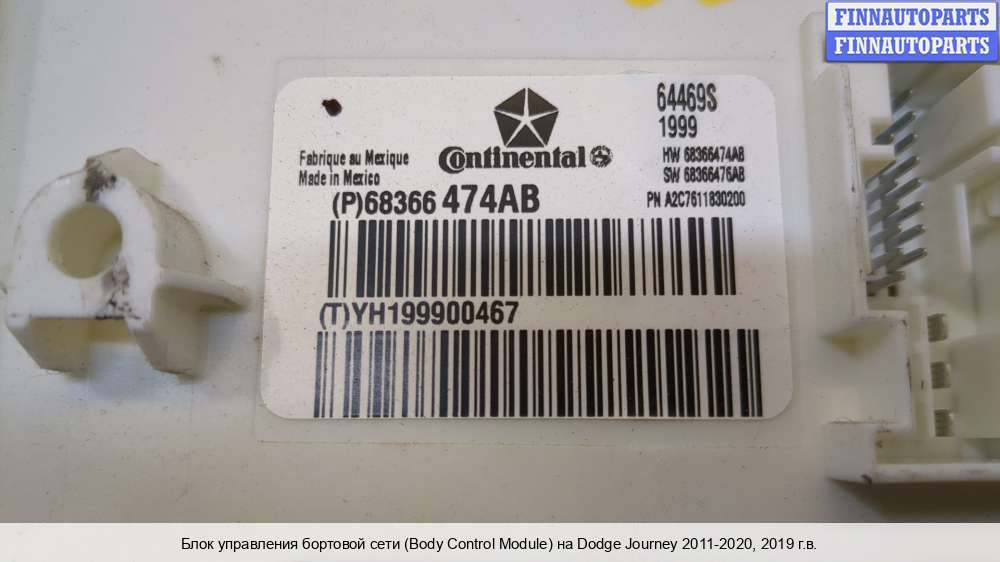 FINNAUTOPARTS
FINNAUTOPARTS
64469S
1999
Fabrique au Mexique
Made in Mexico
Continental
HW 68366474AB
SW 68366476AB
(P)68366 474AB
PN A2C7611830200
(T)YH199900467
Блок управления бортовой сети (Body Control Module) на Dodge Journey 2011-2020, 2019 г.в.